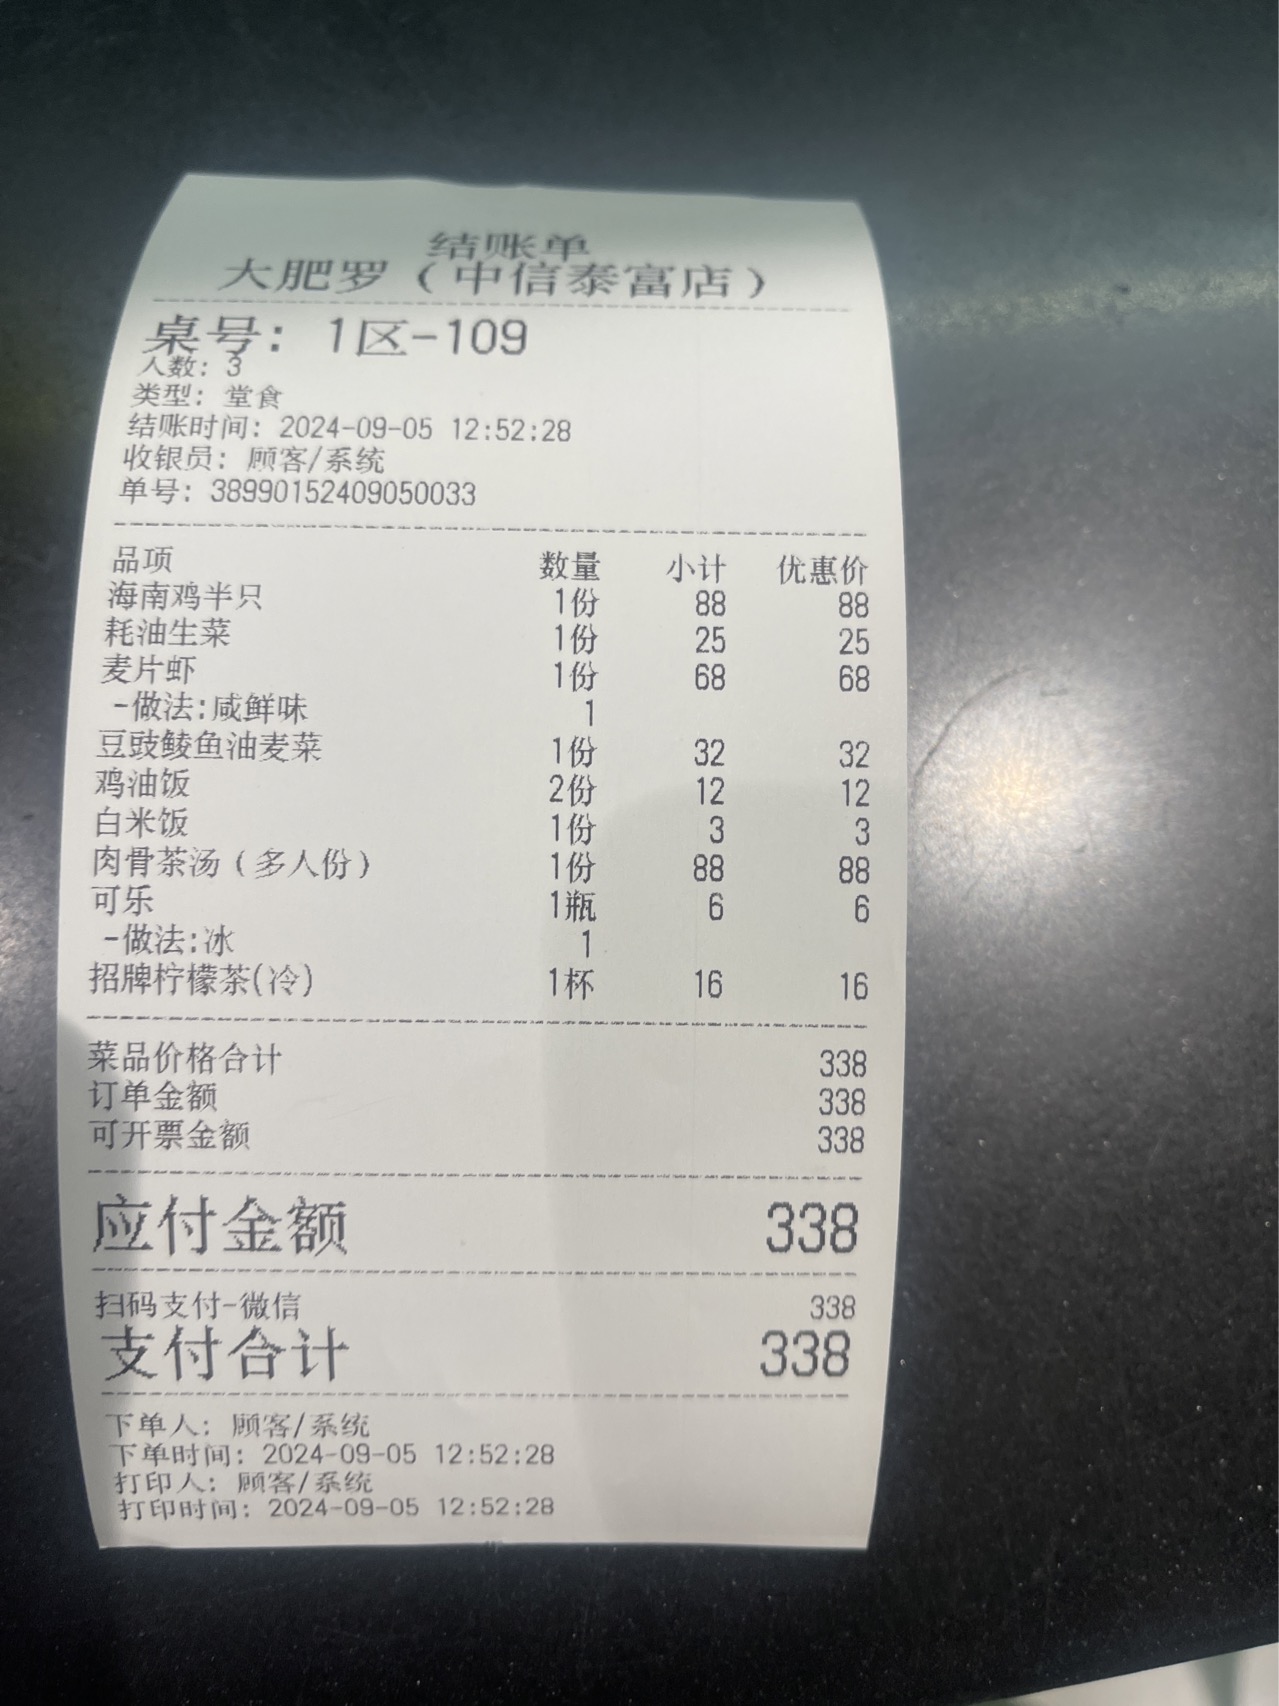 结账单
大肥罗（中信泰富店）
桌号：1区-109
人数：3
类型：堂食
结账时间：2024-09-05 12:52:28
收银员：顾客/系统
单号：38990152409050033
品项 数量 小计 优惠价
海南鸡半只 1份 88 88
耗油生菜 1份 25 25
麦片虾 1份 68 68
-做法:咸鲜味 1
豆豉鲮鱼油麦菜 1份 32 32
鸡油饭 2份 12 12
白米饭 1份 3 3
肉骨茶汤（多人份） 1份 88 88
可乐 1瓶 6 6
-做法:冰 1
招牌柠檬茶(冷) 1杯 16 16
菜品价格合计 338
订单金额 338
可开票金额 338
应付金额 338
扫码支付-微信 338
支付合计 338
下单人：顾客/系统
下单时间：2024-09-05 12:52:28
打印人：顾客/系统
打印时间：2024-09-05 12:52:28